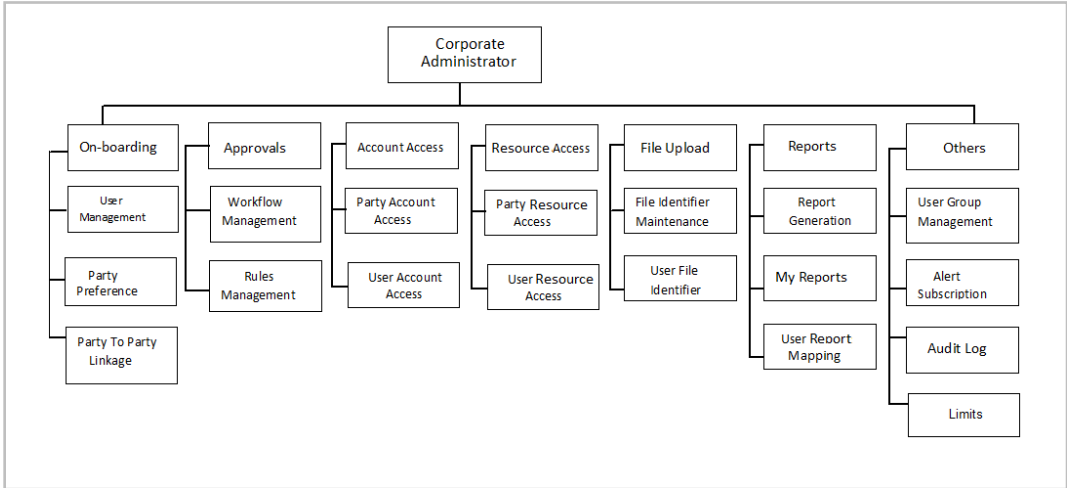 Corporate
Administrator
On-boarding
User
Management
Party
Preference
Party To Party
Linkage
Approvals
Workflow
Management
Rules
Management
Account Access
Party Account
Access
User Account
Access
Resource Access
Party Resource
Access
User Resource
Access
File Upload
File Identifier
Maintenance
User File
Identifier
Reports
Report
Generation
My Reports
User Report
Mapping
Others
User Group
Management
Alert
Subscription
Audit Log
Limits